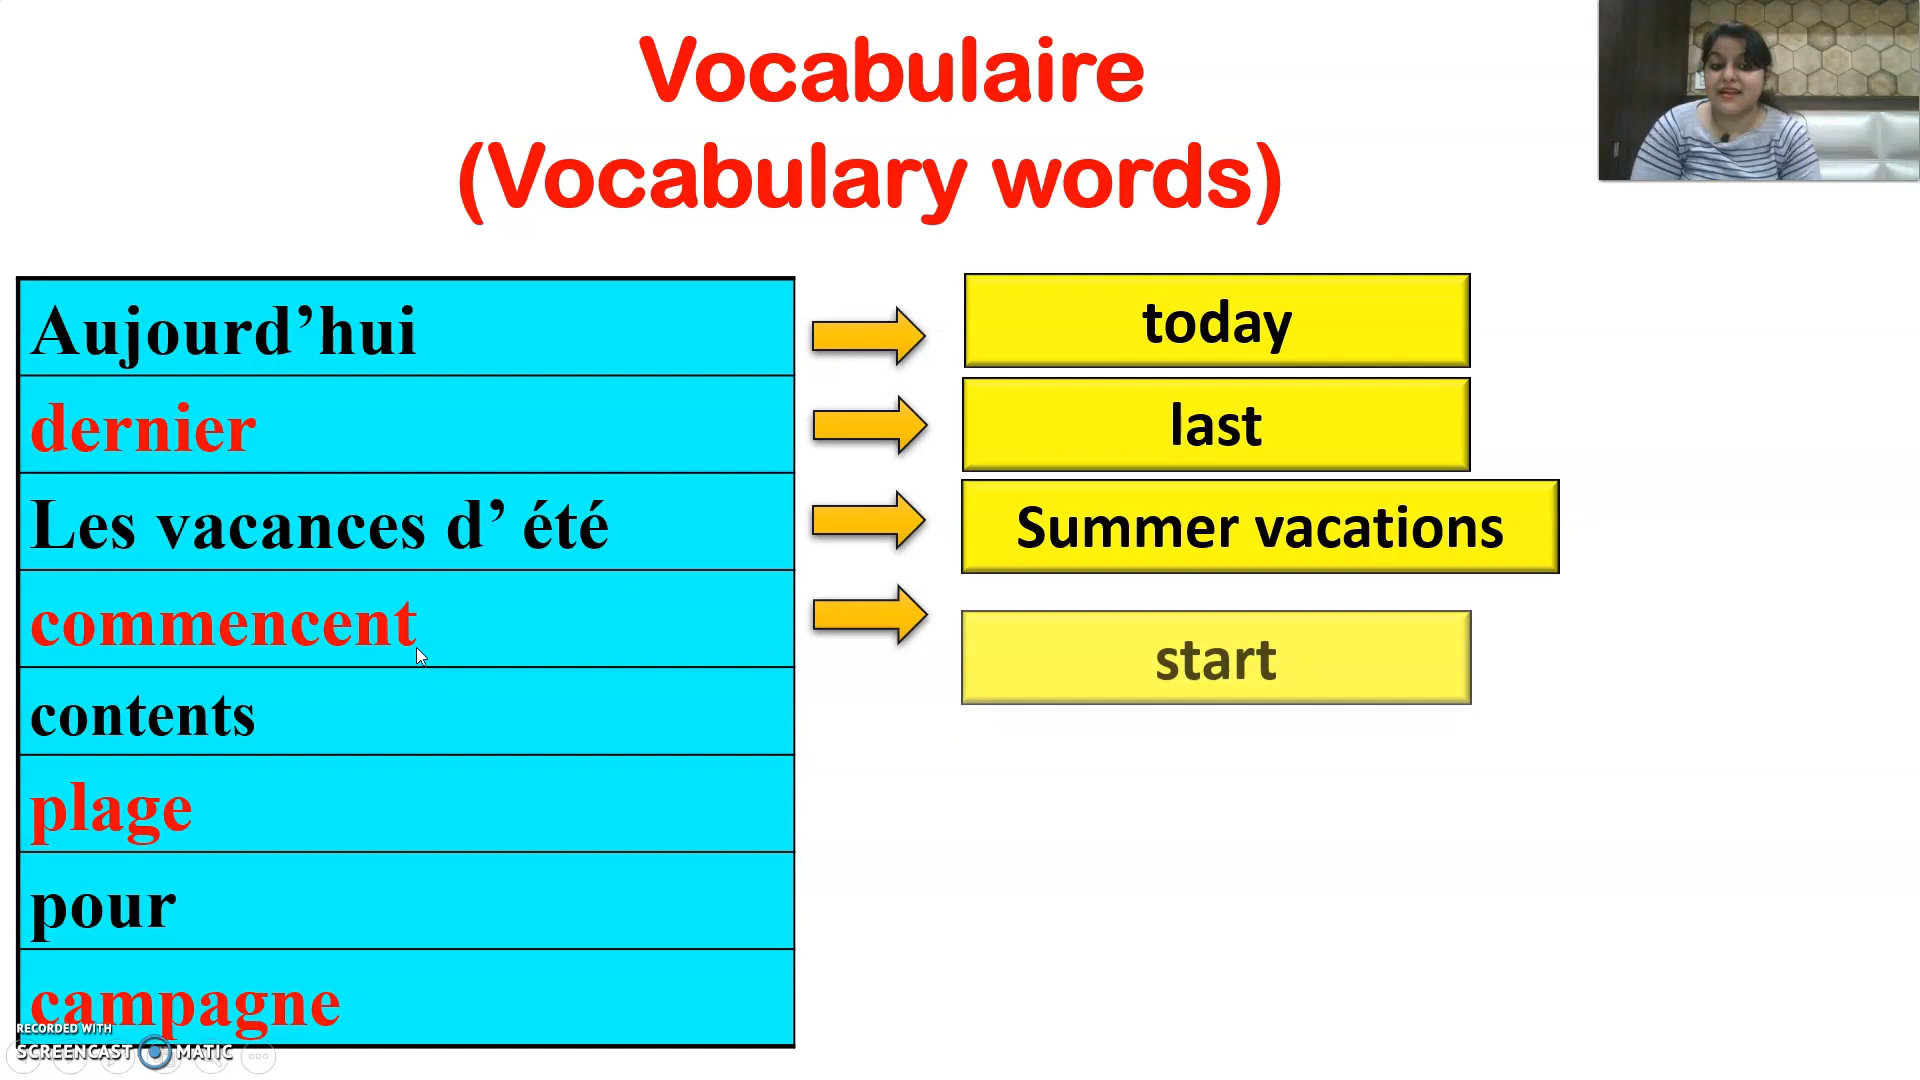 Vocabulaire
(Vocabulary words)
Aujourd’hui
today
dernier
last
Les vacances d’ été
Summer vacations
commencent
start
contents
plage
pour
campagne
RECORDED WITH
SCREENCAST MATIC